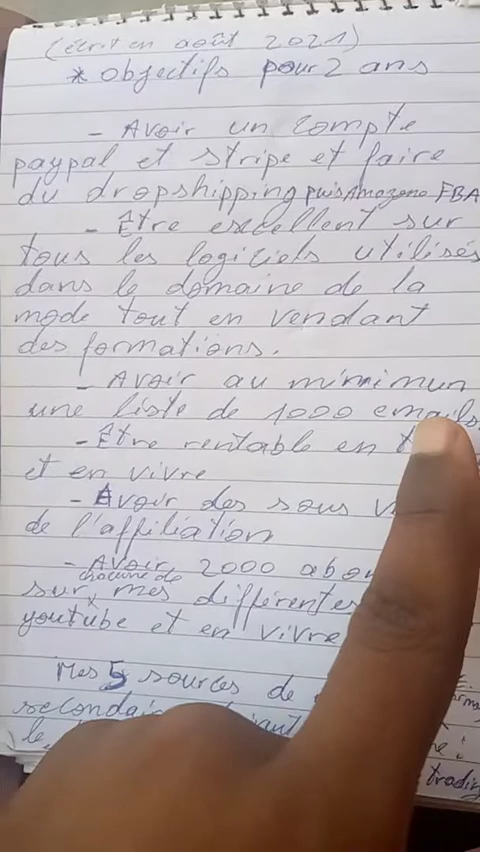 (écrit en août 2021)
* Objectifs pour 2 ans
- Avoir un compte
paypal et stripe et faire
du dropshipping puis Amazone FBA
- Être excellent sur
tous les logiciels utilisés
dans le domaine de la
mode tout en vendant
des formations.
- Avoir au minimun
une liste de 1000 emails.
- Être rentable en
et en vivre
- Avoir des sous
de l'affiliation
- Avoir 2000
chacune de
sur mes différentes
youtube et en vivre
Mes 5 sources de
le
trading